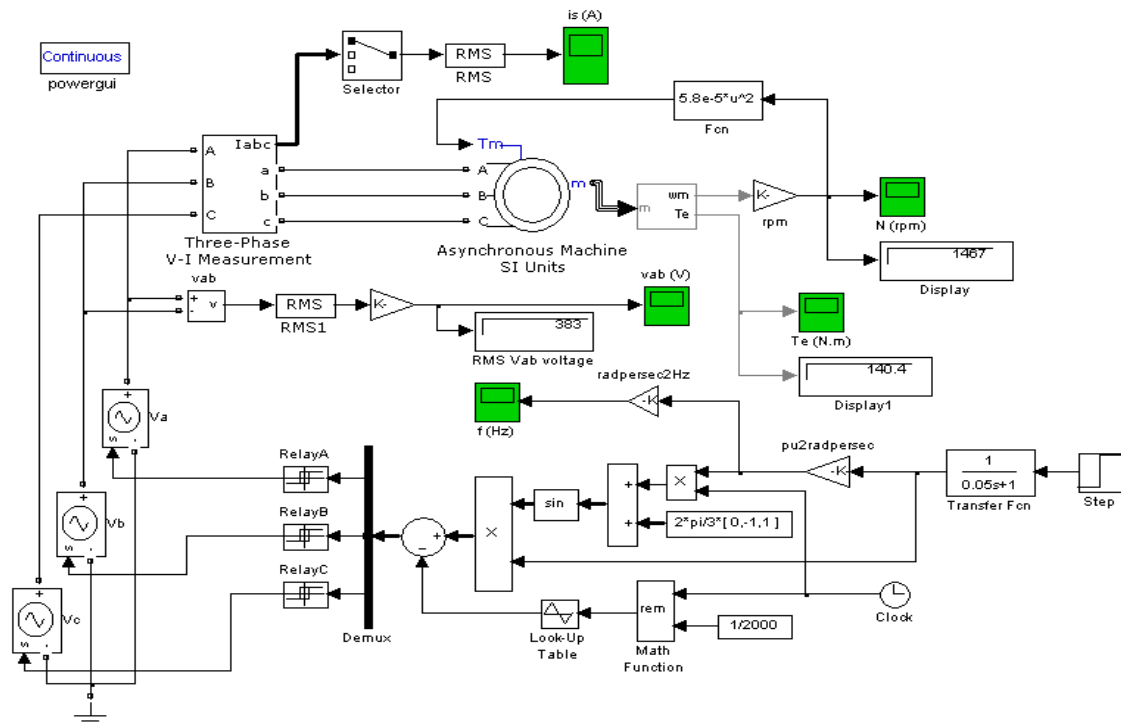 is (A)
Continuous
powergui
Selector
RMS
RMS
5.8e-5*u^2
Fcn
Iabc
A
B
C
a
b
c
Three-Phase
V-I Measurement
Tm
A
B
C
m
Asynchronous Machine
SI Units
m
wm
Te
K-
rpm
N (rpm)
1467
Display
vab
+
-
v
RMS
RMS1
K-
vab (V)
383
RMS Vab voltage
Te (N.m)
140.4
Display1
radpersec2Hz
-K
f (Hz)
pu2radpersec
-K
1
0.05s+1
Transfer Fcn
Step
+
s
-
Va
+
s
-
Vb
+
s
-
Vc
RelayA
RelayB
RelayC
Demux
+
−
×
sin
+
+
×
2*pi/3*[ 0,-1,1 ]
Look-Up
Table
rem
Math
Function
1/2000
Clock